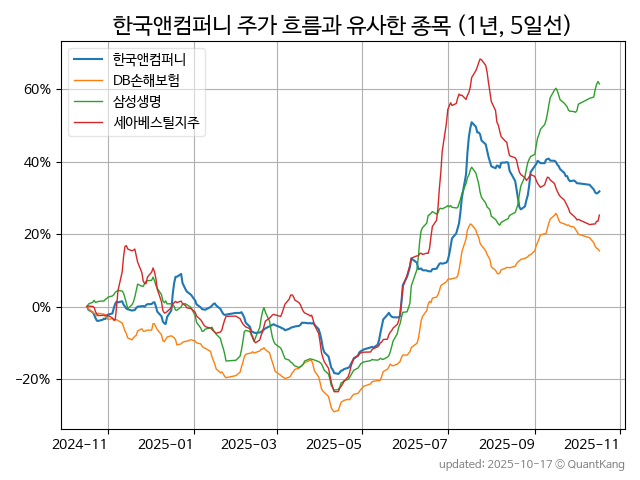 한국앤컴퍼니 주가 흐름과 유사한 종목 (1년, 5일선)
한국앤컴퍼니
DB손해보험
삼성생명
세아베스틸지주
60%
40%
20%
0%
−20%
2024−11
2025−01
2025−03
2025−05
2025−07
2025−09
2025−11
updated: 2025-10-17 © QuantKang